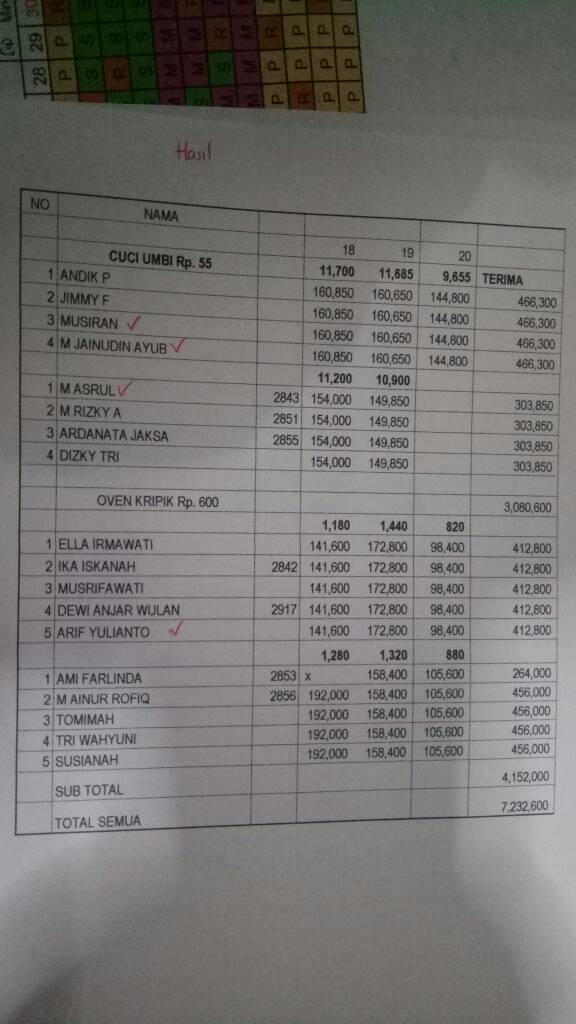 28 29 30
Hasil
NO NAMA
CUCI UMBI Rp. 55 18 19 20
11,700 11,685 9,655 TERIMA
1 ANDIK P 160,850 160,650 144,800 466,300
2 JIMMY F 160,850 160,650 144,800 466,300
3 MUSIRAN ✓ 160,850 160,650 144,800 466,300
4 M JAINUDIN AYUB ✓ 160,850 160,650 144,800 466,300
11,200 10,900
1 M ASRUL ✓ 2843 154,000 149,850 303,850
2 M RIZKY A 2851 154,000 149,850 303,850
3 ARDANATA JAKSA 2855 154,000 149,850 303,850
4 DIZKY TRI 154,000 149,850 303,850
3,080,600
OVEN KRIPIK Rp. 600
1,180 1,440 820
1 ELLA IRMAWATI 141,600 172,800 98,400 412,800
2 IKA ISKANAH 2842 141,600 172,800 98,400 412,800
3 MUSRIFAWATI 141,600 172,800 98,400 412,800
4 DEWI ANJAR WULAN 2917 141,600 172,800 98,400 412,800
5 ARIF YULIANTO ✓ 141,600 172,800 98,400 412,800
1,280 1,320 880
1 AMI FARLINDA 2853 x 158,400 105,600 264,000
2 M AINUR ROFIQ 2856 192,000 158,400 105,600 456,000
3 TOMIMAH 192,000 158,400 105,600 456,000
4 TRI WAHYUNI 192,000 158,400 105,600 456,000
5 SUSIANAH 192,000 158,400 105,600 456,000
SUB TOTAL 4,152,000
TOTAL SEMUA 7,232,600